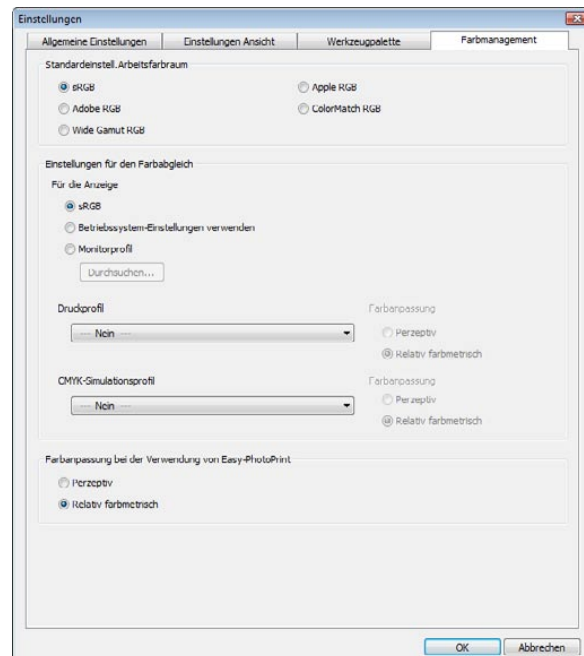 Einstellungen
Allgemeine Einstellungen
Einstellungen Ansicht
Werkzeugpalette
Farbmanagement
Standardeinstell.Arbeitsfarbraum
sRGB
Apple RGB
Adobe RGB
ColorMatch RGB
Wide Gamut RGB
Einstellungen für den Farbabgleich
Für die Anzeige
sRGB
Betriebssystem-Einstellungen verwenden
Monitorprofil
Durchsuchen...
Druckprofil
Farbanpassung
--- Nein ---
Perzeptiv
Relativ farbmetrisch
CMYK-Simulationsprofil
Farbanpassung
--- Nein ---
Perzeptiv
Relativ farbmetrisch
Farbanpassung bei der Verwendung von Easy-PhotoPrint
Perzeptiv
Relativ farbmetrisch
OK
Abbrechen